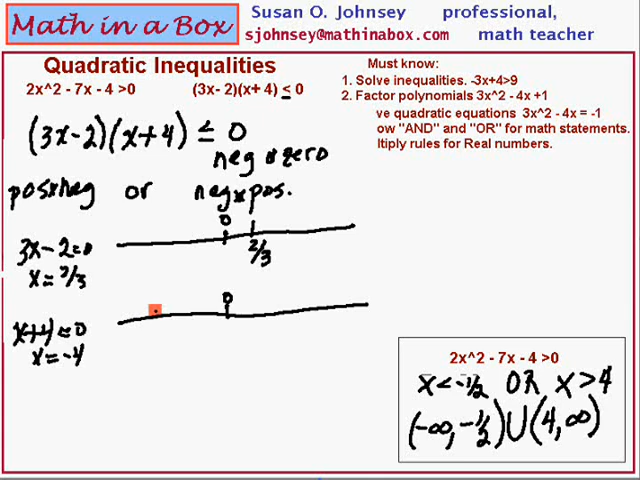 Math in a Box
Susan O. Johnsey professional,
sjohnsey@mathinabox.com math teacher
Quadratic Inequalities
2x^2 - 7x - 4 >0 (3x- 2)(x+ 4) ≤ 0
Must know:
1. Solve inequalities. -3x+4>9
2. Factor polynomials 3x^2 - 4x +1
ve quadratic equations 3x^2 - 4x = -1
ow "AND" and "OR" for math statements.
ltiply rules for Real numbers.
(3x-2)(x+4) ≤ 0
neg or zero
pos x neg or neg x pos.
0
3x-2=0
2/3
x=2/3
0
x+4=0
x=-4
2x^2 - 7x - 4 >0
x<-1/2 OR x>4
(-∞, -1/2) U (4, ∞)